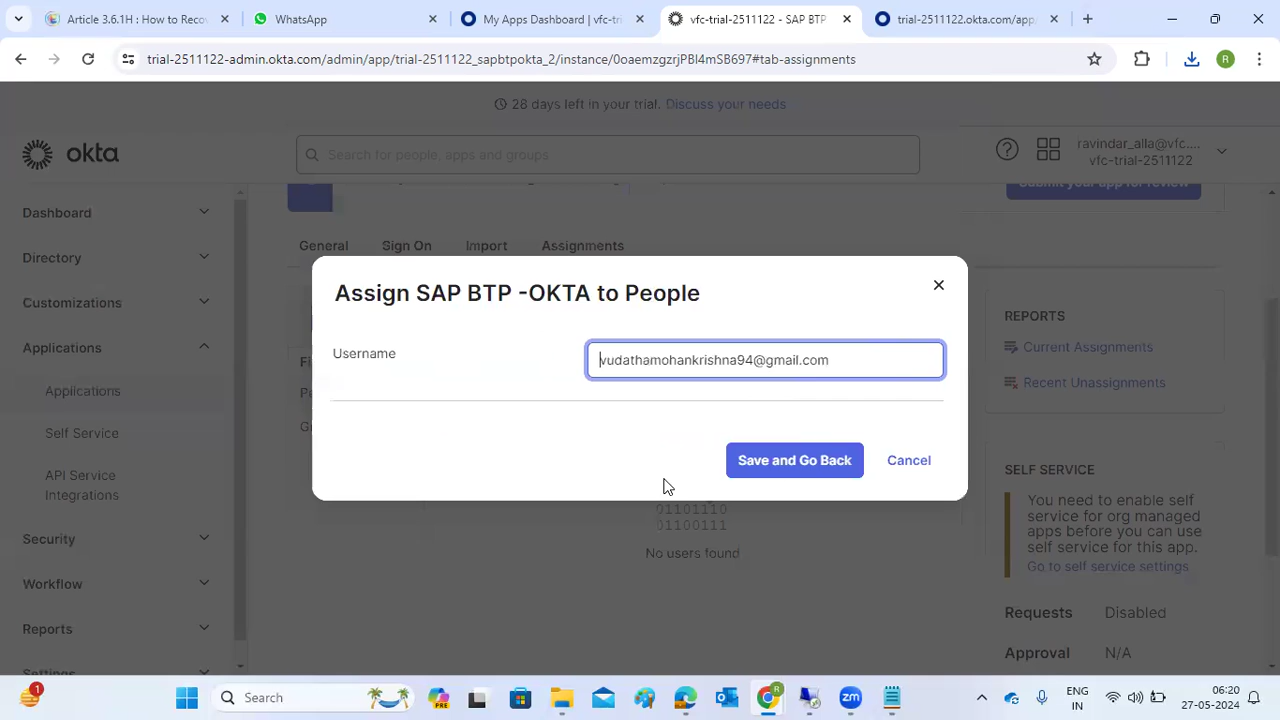 Article 3.6.1H : How to Reco
WhatsApp
My Apps Dashboard | vfc-tri
vfc-trial-2511122 - SAP BTP
trial-2511122.okta.com/app/
trial-2511122-admin.okta.com/admin/app/trial-2511122_sapbtpokta_2/instance/0oaemzgzrjPBl4mSB697#tab-assignments
R
28 days left in your trial. Discuss your needs
okta
Search for people, apps and groups
ravindar_alla@vfc....
vfc-trial-2511122
Submit your app for review
Dashboard
Directory
Customizations
Applications
Applications
Self Service
API Service
Integrations
Security
Workflow
Reports
Settings
General
Sign On
Import
Assignments
Assign SAP BTP -OKTA to People
Username
vudathamohankrishna94@gmail.com
Save and Go Back
Cancel
01101110
01100111
No users found
REPORTS
Current Assignments
Recent Unassignments
SELF SERVICE
You need to enable self
service for org managed
apps before you can use
self service for this app.
Go to self service settings
Requests Disabled
Approval N/A
1
Search
PRE
R
zm
ENG
IN
06:20
27-05-2024